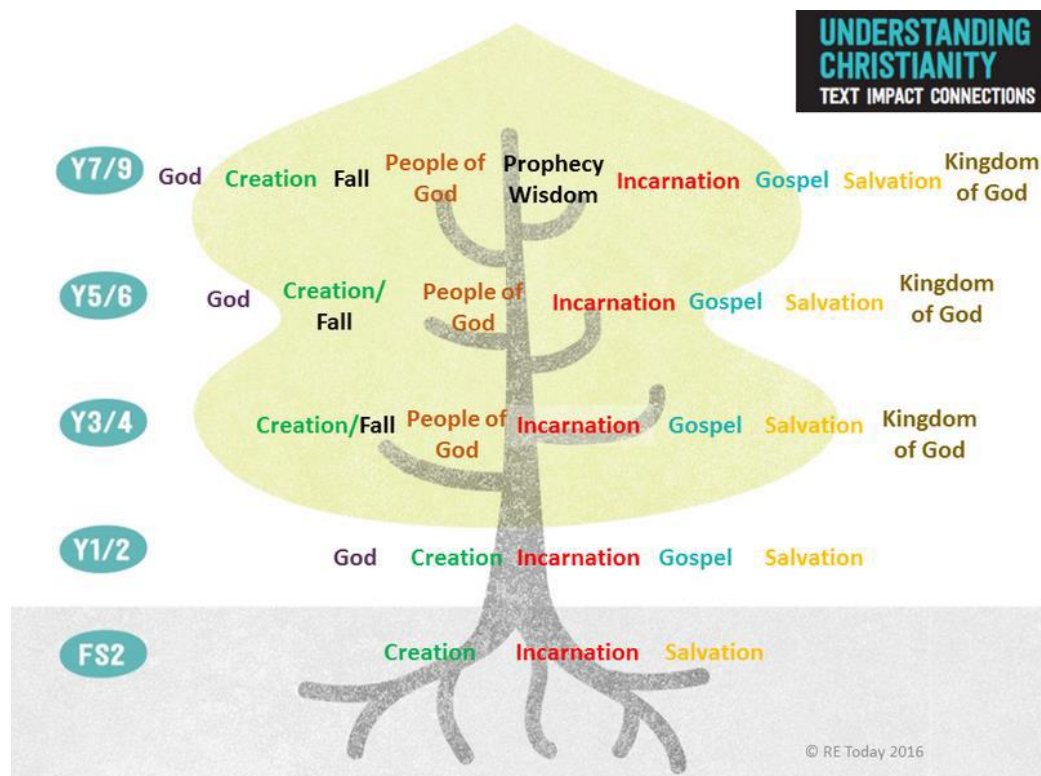 UNDERSTANDING
CHRISTIANITY
TEXT IMPACT CONNECTIONS
Y7/9
God
Creation
Fall
People of
God
Prophecy
Wisdom
Incarnation
Gospel
Salvation
Kingdom
of God
Y5/6
God
Creation/
Fall
People of
God
Incarnation
Gospel
Salvation
Kingdom
of God
Y3/4
Creation/Fall
People of
God
Incarnation
Gospel
Salvation
Kingdom
of God
Y1/2
God
Creation
Incarnation
Gospel
Salvation
FS2
Creation
Incarnation
Salvation
© RE Today 2016